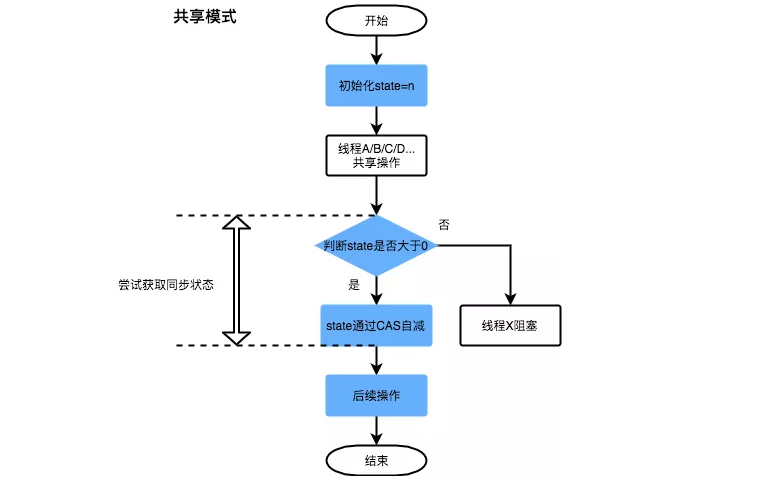 共享模式
开始
初始化state=n
线程A/B/C/D...
共享操作
判断state是否大于0
否
是
尝试获取同步状态
state通过CAS自减
线程X阻塞
后续操作
结束